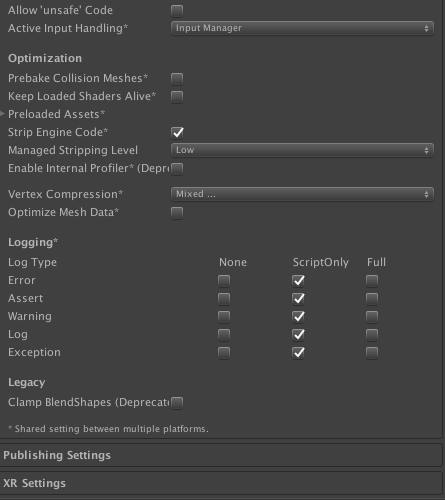 Allow 'unsafe' Code
Active Input Handling* Input Manager
Optimization
Prebake Collision Meshes*
Keep Loaded Shaders Alive*
Preloaded Assets*
Strip Engine Code*
Managed Stripping Level Low
Enable Internal Profiler* (Depre
Vertex Compression* Mixed ...
Optimize Mesh Data*
Logging*
Log Type None ScriptOnly Full
Error
Assert
Warning
Log
Exception
Legacy
Clamp BlendShapes (Deprecate
* Shared setting between multiple platforms.
Publishing Settings
XR Settings